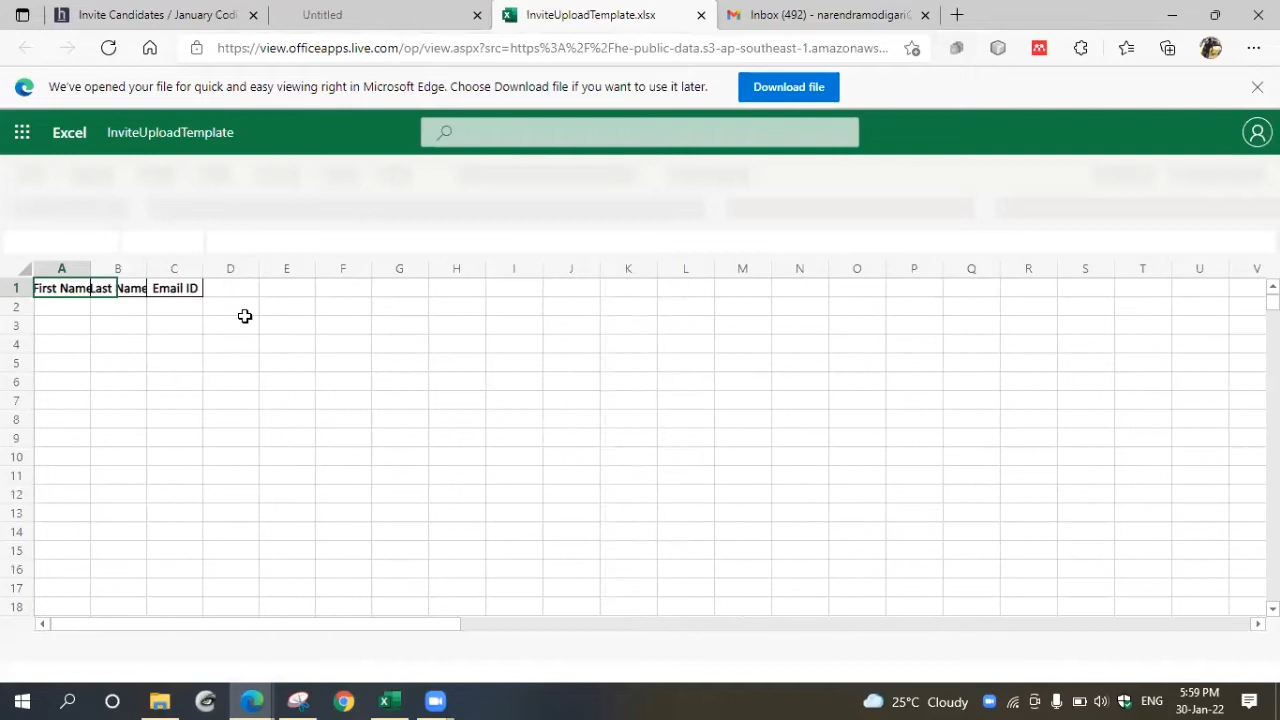 Invite Candidates / January Codi
Untitled
InviteUploadTemplate.xlsx
Inbox (492) - narendramodigariC
https://view.officeapps.live.com/op/view.aspx?src=https%3A%2F%2Fhe-public-data.s3-ap-southeast-1.amazonaws...
We've opened your file for quick and easy viewing right in Microsoft Edge. Choose Download file if you want to use it later.
Download file
Excel
InviteUploadTemplate
A B C D E F G H I J K L M N O P Q R S T U V
1 First Name Last Name Email ID
2
3
4
5
6
7
8
9
10
11
12
13
14
15
16
17
18
25°C Cloudy
ENG
5:59 PM
30-Jan-22